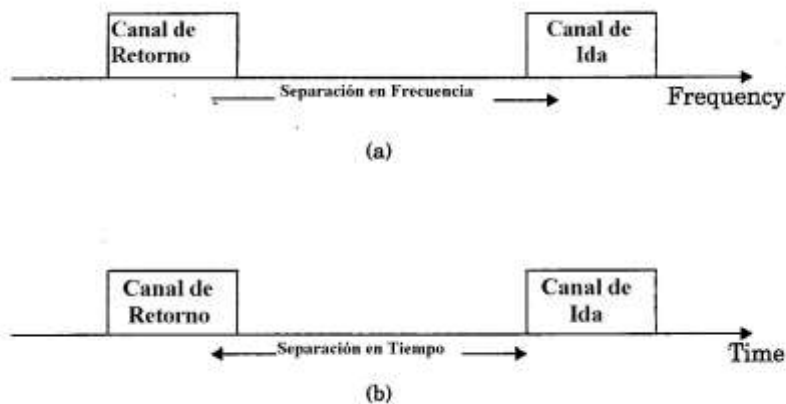 Canal de
Retorno
Canal de
Ida
Separación en Frecuencia
Frequency
(a)
Canal de
Retorno
Canal de
Ida
Separación en Tiempo
Time
(b)